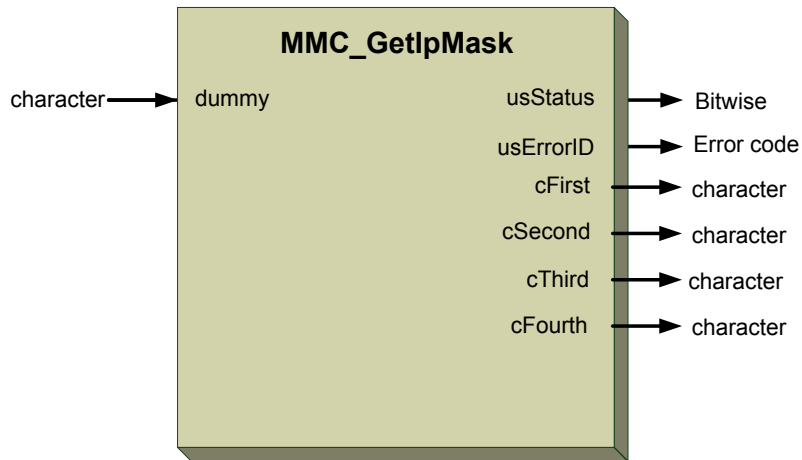 MMC_GetIpMask
character dummy usStatus Bitwise
usErrorID Error code
cFirst character
cSecond character
cThird character
cFourth character